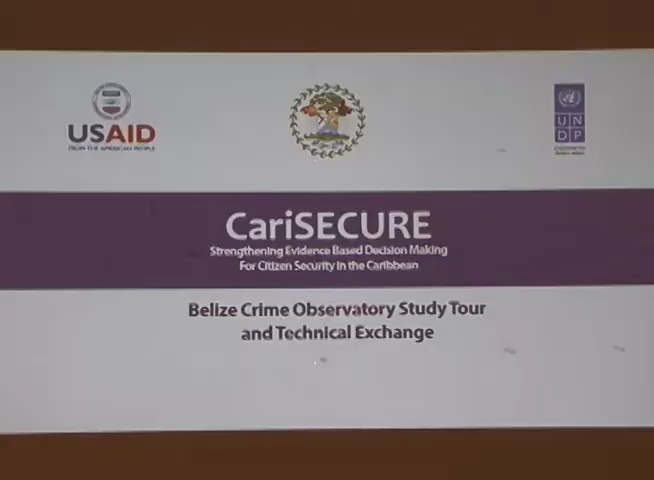 USAID
FROM THE AMERICAN PEOPLE
U N
D P
CariSECURE
Strengthening Evidence Based Decision Making
For Citizen Security in the Caribbean
Belize Crime Observatory Study Tour
and Technical Exchange